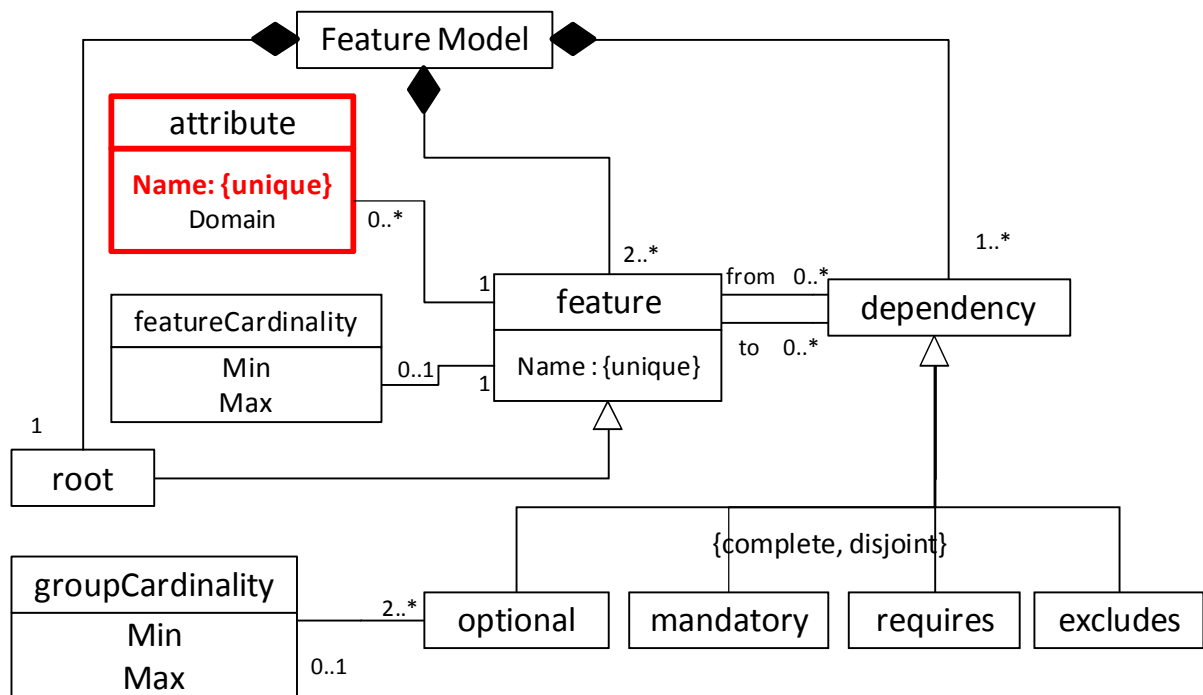 Feature Model
attribute
Name: {unique}
Domain
0..*
2..*
1..*
1
feature
Name : {unique}
from 0..*
to 0..*
dependency
featureCardinality
Min
Max
0..1
1
1
root
{complete, disjoint}
groupCardinality
Min
Max
2..*
0..1
optional
mandatory
requires
excludes